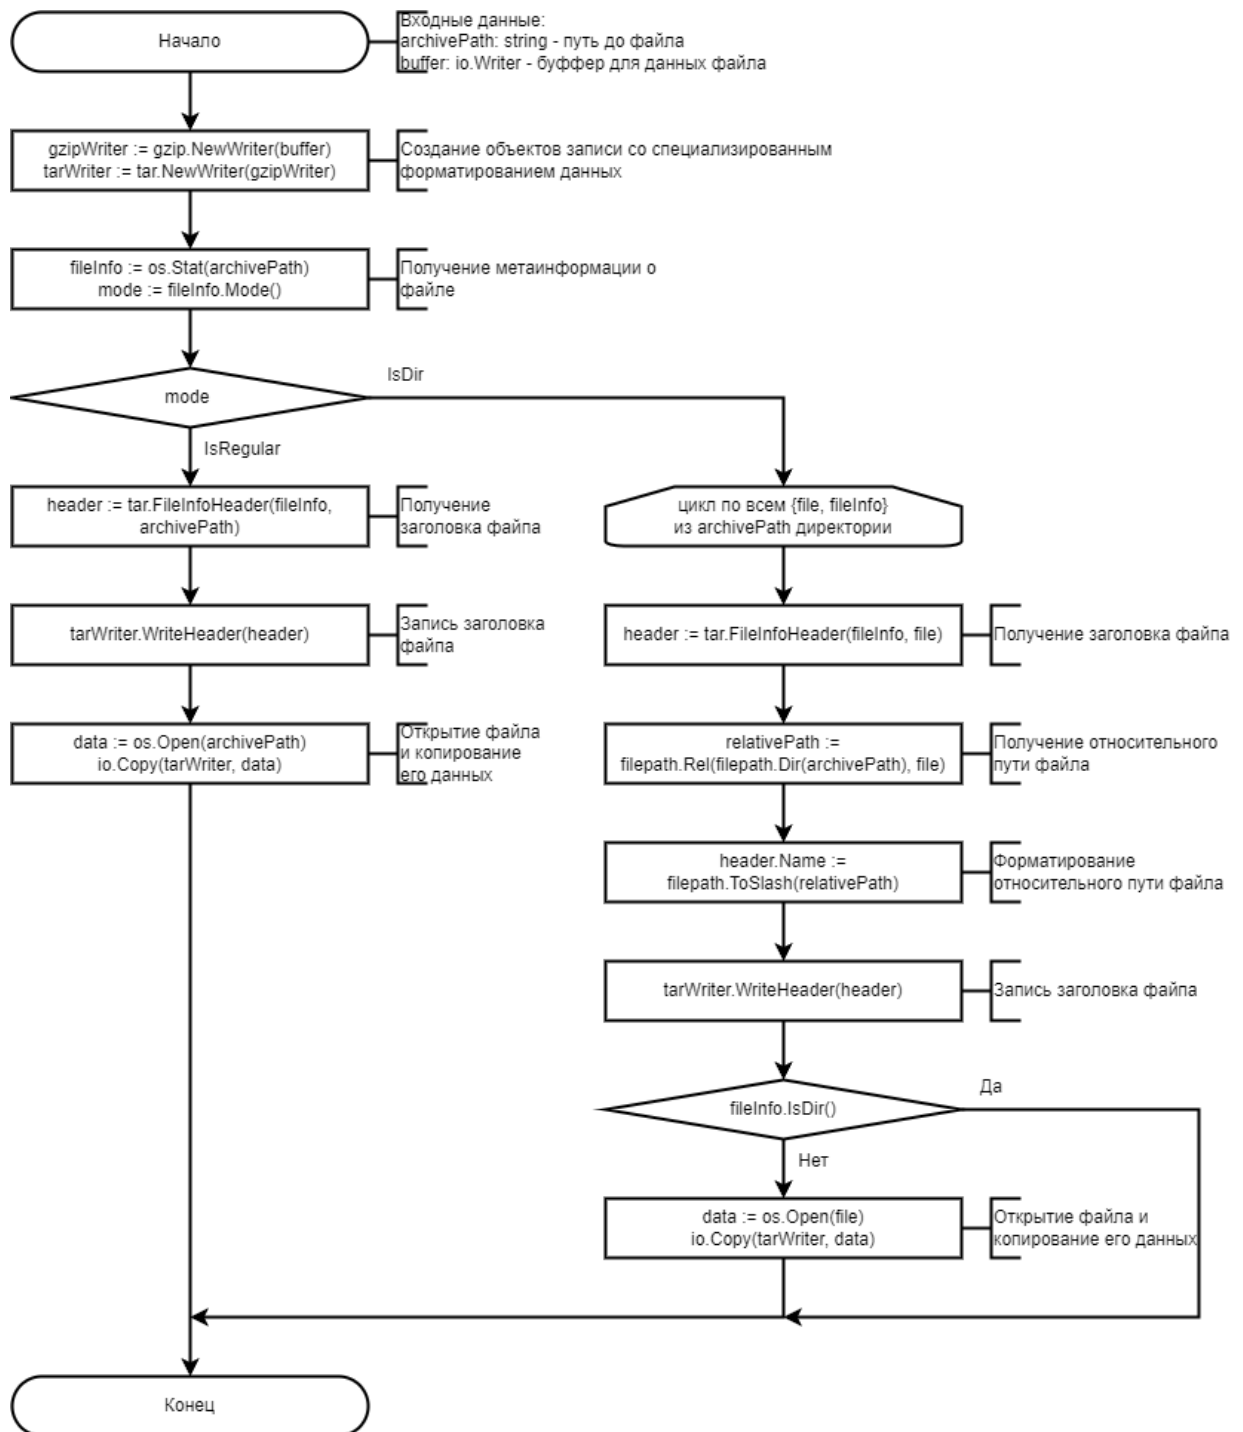 Начало
Входные данные:
archivePath: string - путь до файла
buffer: io.Writer - буффер для данных файла
gzipWriter := gzip.NewWriter(buffer)
tarWriter := tar.NewWriter(gzipWriter)
Создание объектов записи со специализированным
форматированием данных
fileInfo := os.Stat(archivePath)
mode := fileInfo.Mode()
Получение метаинформации о
файле
mode
IsDir
IsRegular
header := tar.FileInfoHeader(fileInfo,
archivePath)
Получение
заголовка файла
цикл по всем {file, fileInfo}
из archivePath директории
tarWriter.WriteHeader(header)
Запись заголовка
файла
header := tar.FileInfoHeader(fileInfo, file)
Получение заголовка файла
data := os.Open(archivePath)
io.Copy(tarWriter, data)
Открытие файла
и копирование
его данных
relativePath :=
filepath.Rel(filepath.Dir(archivePath), file)
Получение относительного
пути файла
header.Name :=
filepath.ToSlash(relativePath)
Форматирование
относительного пути файла
tarWriter.WriteHeader(header)
Запись заголовка файла
fileInfo.IsDir()
Да
Нет
data := os.Open(file)
io.Copy(tarWriter, data)
Открытие файла и
копирование его данных
Конец